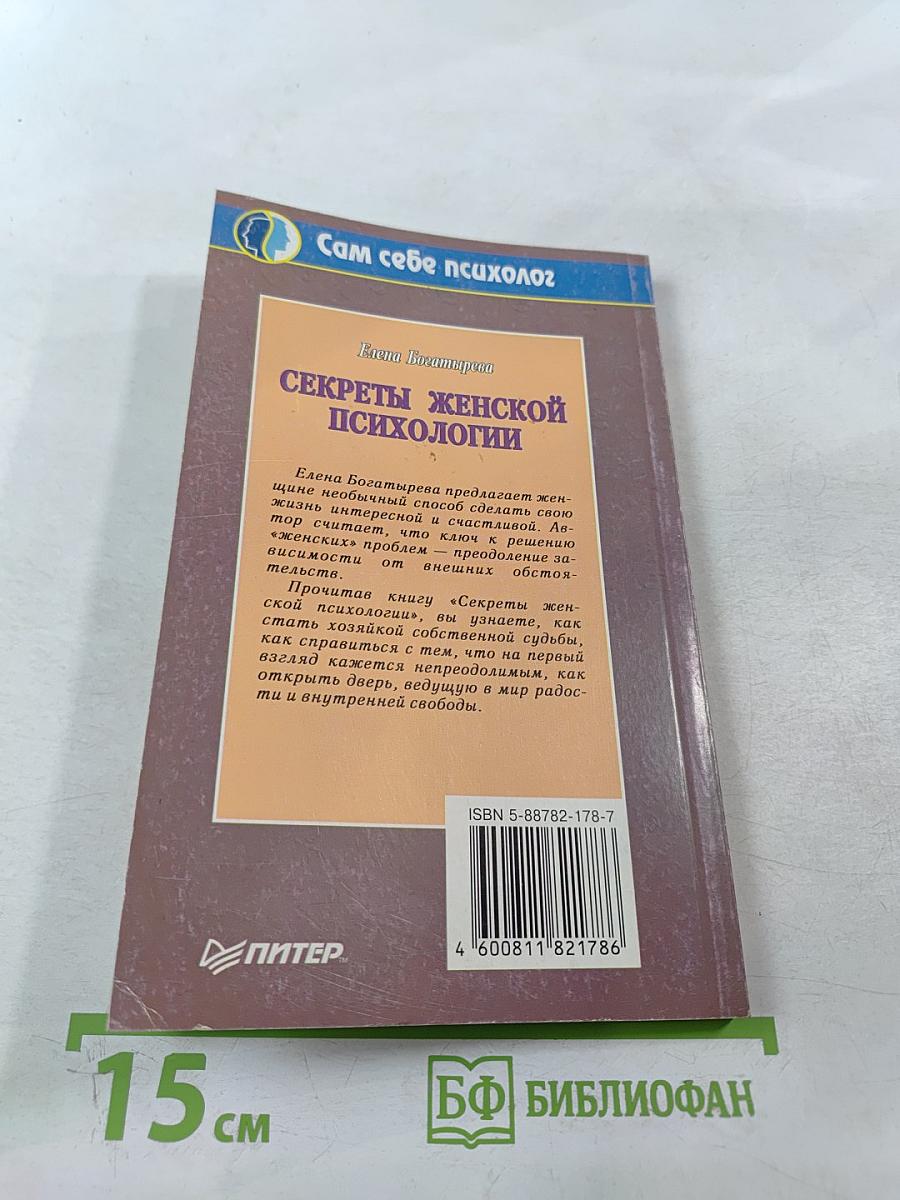 Сам себе психолог
Елена Богатырева
СЕКРЕТЫ ЖЕНСКОЙ
ПСИХОЛОГИИ
Елена Богатырева предлагает жен-
щине необычный способ сделать свою
жизнь интересной и счастливой. Ав-
тор считает, что ключ к решению
«женских» проблем — преодоление за-
висимости от внешних обстоя-
тельств.
Прочитав книгу «Секреты жен-
ской психологии», вы узнаете, как
стать хозяйкой собственной судьбы,
как справиться с тем, что на первый
взгляд кажется непреодолимым, как
открыть дверь, ведущую в мир радос-
ти и внутренней свободы.
ISBN 5-88782-178-7
4 600811 821786
ПИТЕР™
15 см
БФ БИБЛИОФАН